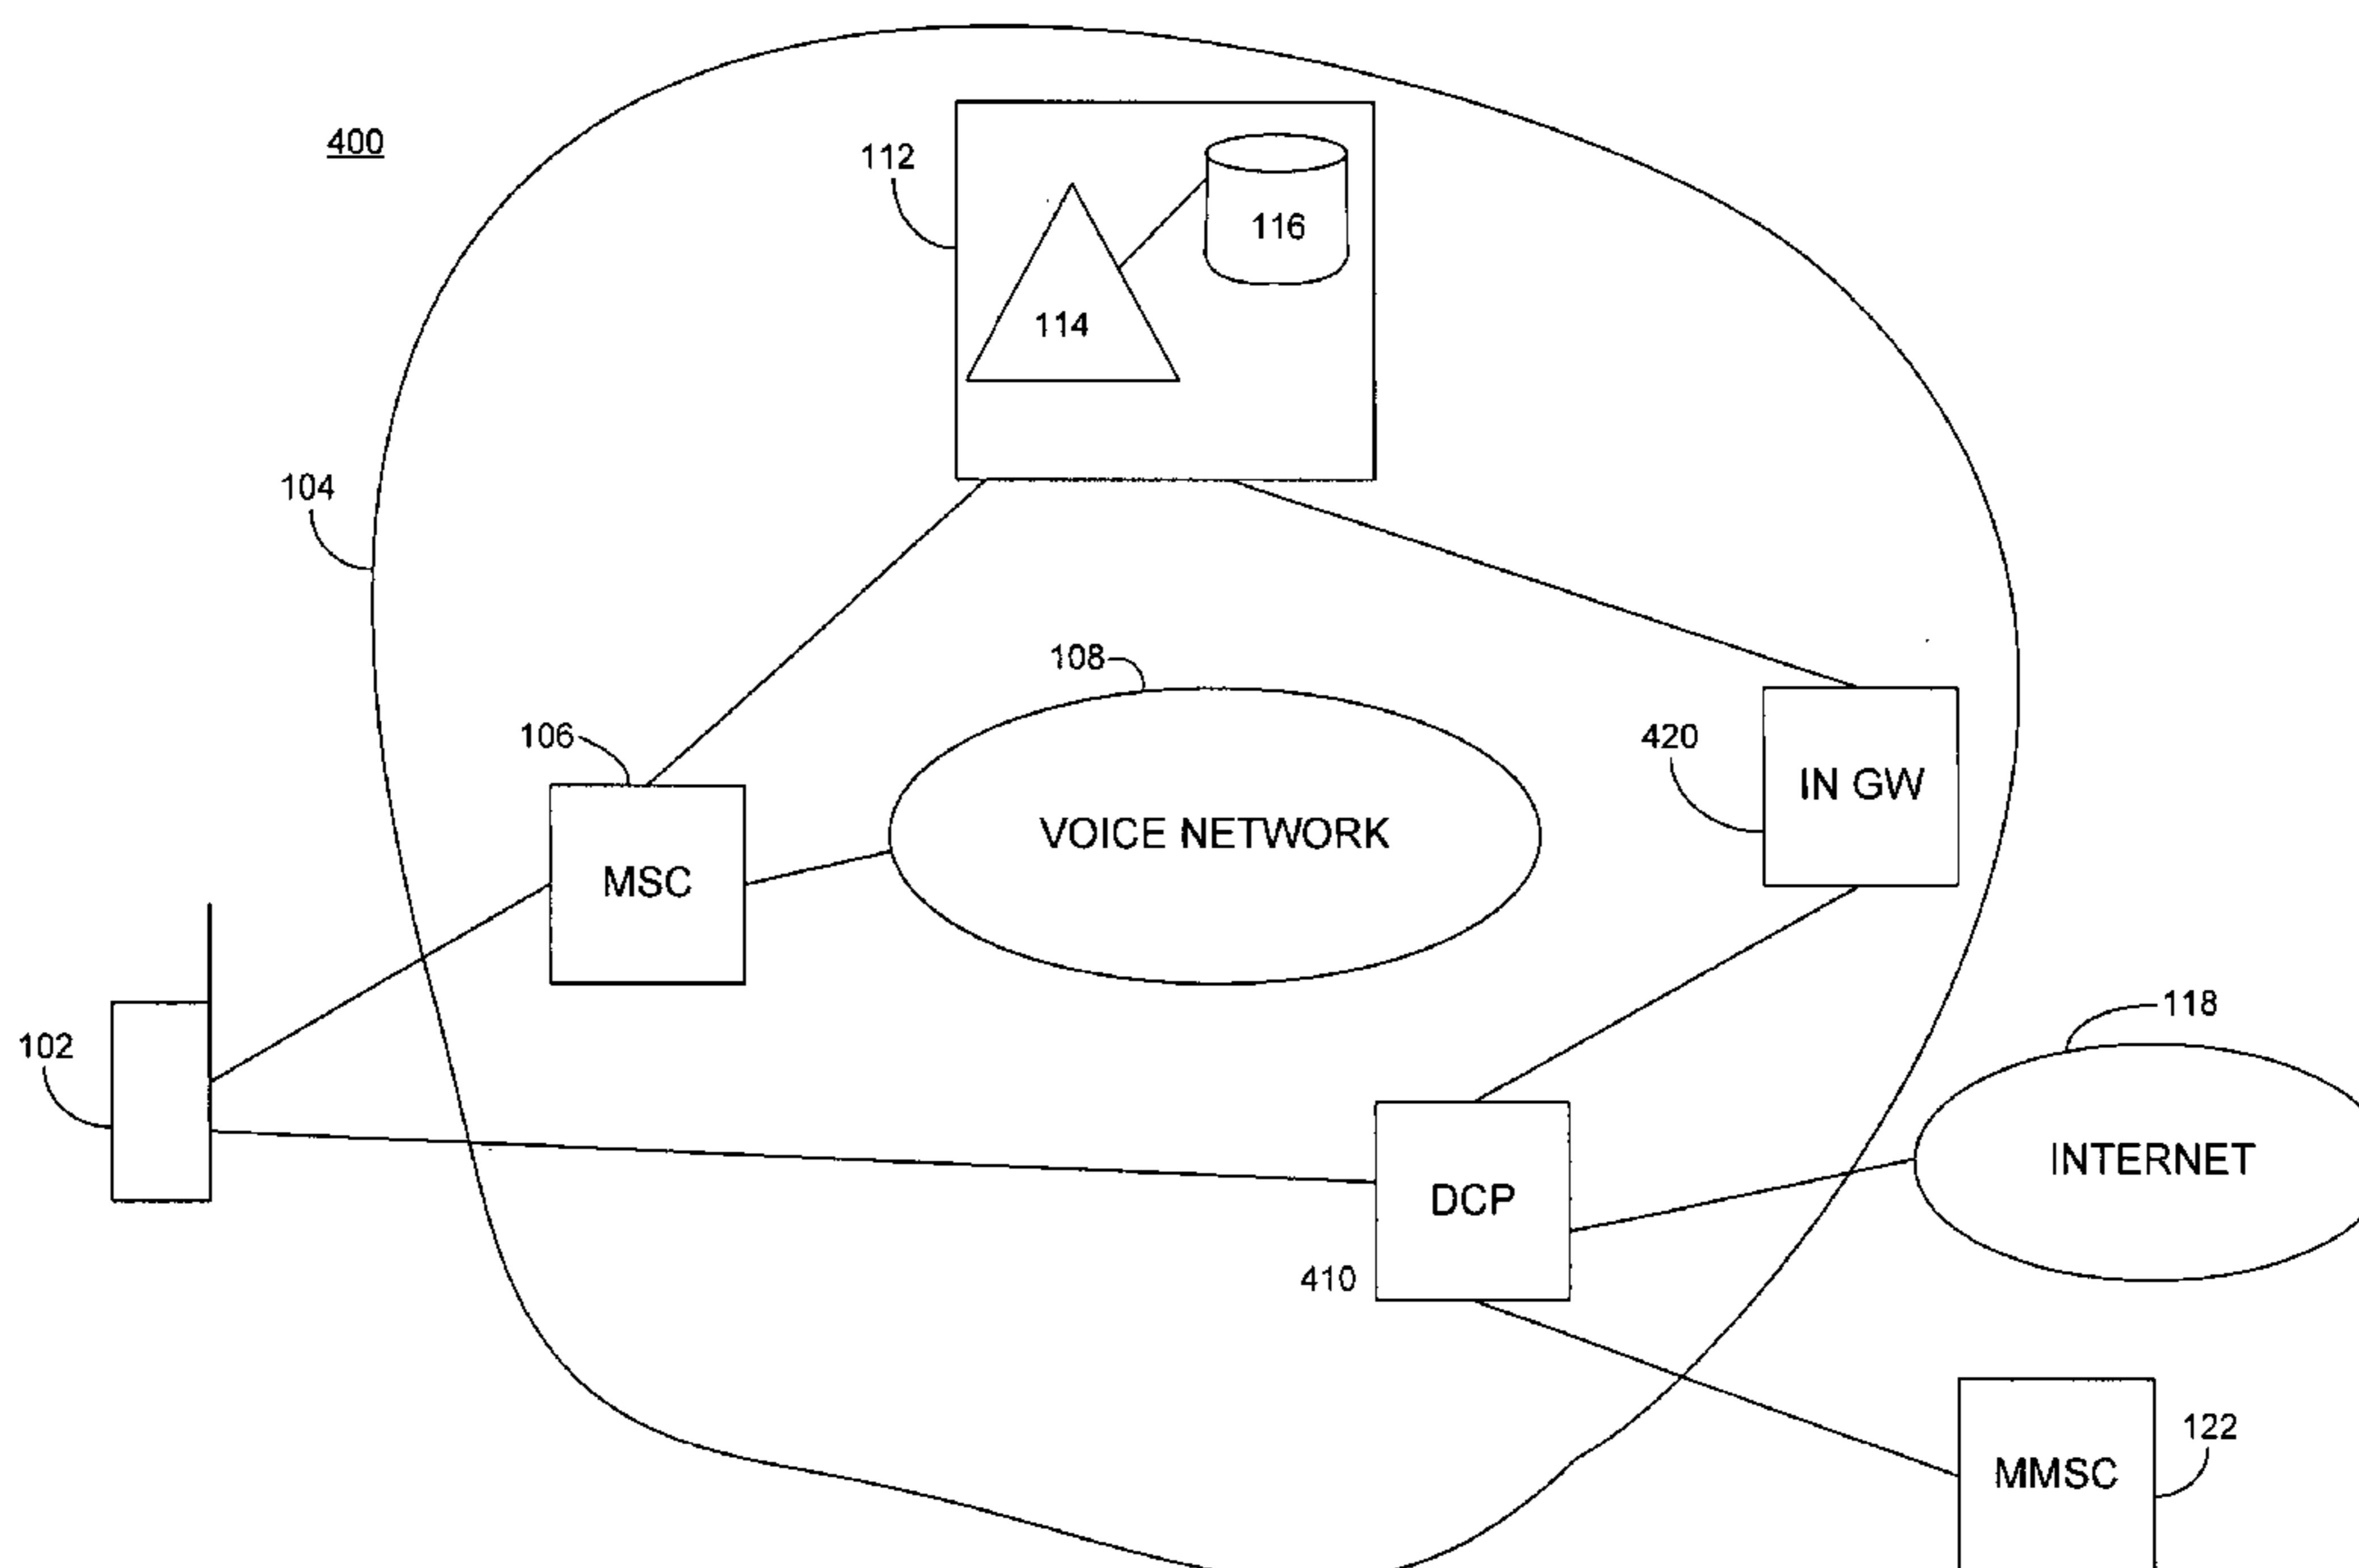 400
112
116
114
104
108
106
420
IN GW
VOICE NETWORK
MSC
118
102
INTERNET
DCP
410
122
MMSC